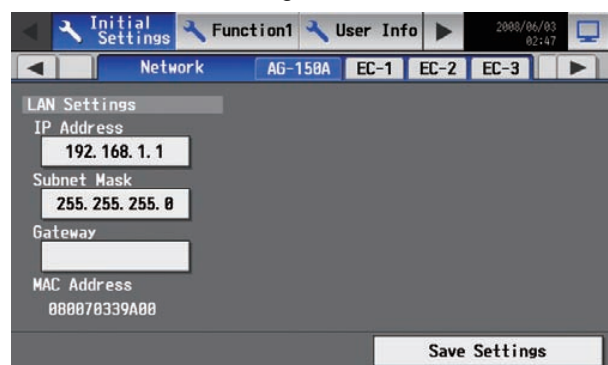 Initial
Settings
Function1
User Info
2008/06/03
02:47
Network
AG-150A
EC-1
EC-2
EC-3
LAN Settings
IP Address
192.168.1.1
Subnet Mask
255.255.255.0
Gateway
MAC Address
080070339A00
Save Settings